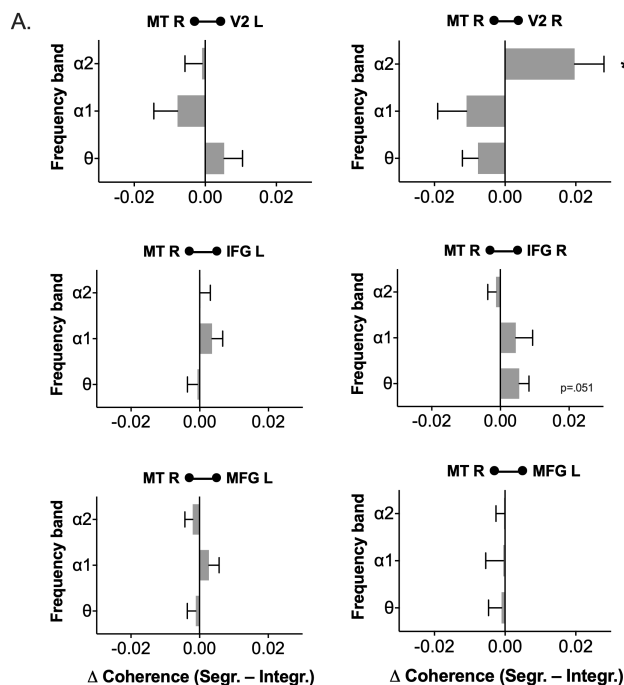 A.
MT R V2 L
Frequency band
α2
α1
θ
-0.02 0.00 0.02
MT R V2 R
Frequency band
α2
*
α1
θ
-0.02 0.00 0.02
MT R IFG L
Frequency band
α2
α1
θ
-0.02 0.00 0.02
MT R IFG R
Frequency band
α2
α1
θ
p=.051
-0.02 0.00 0.02
MT R MFG L
Frequency band
α2
α1
θ
-0.02 0.00 0.02
Δ Coherence (Segr. – Integr.)
MT R MFG L
Frequency band
α2
α1
θ
-0.02 0.00 0.02
Δ Coherence (Segr. – Integr.)